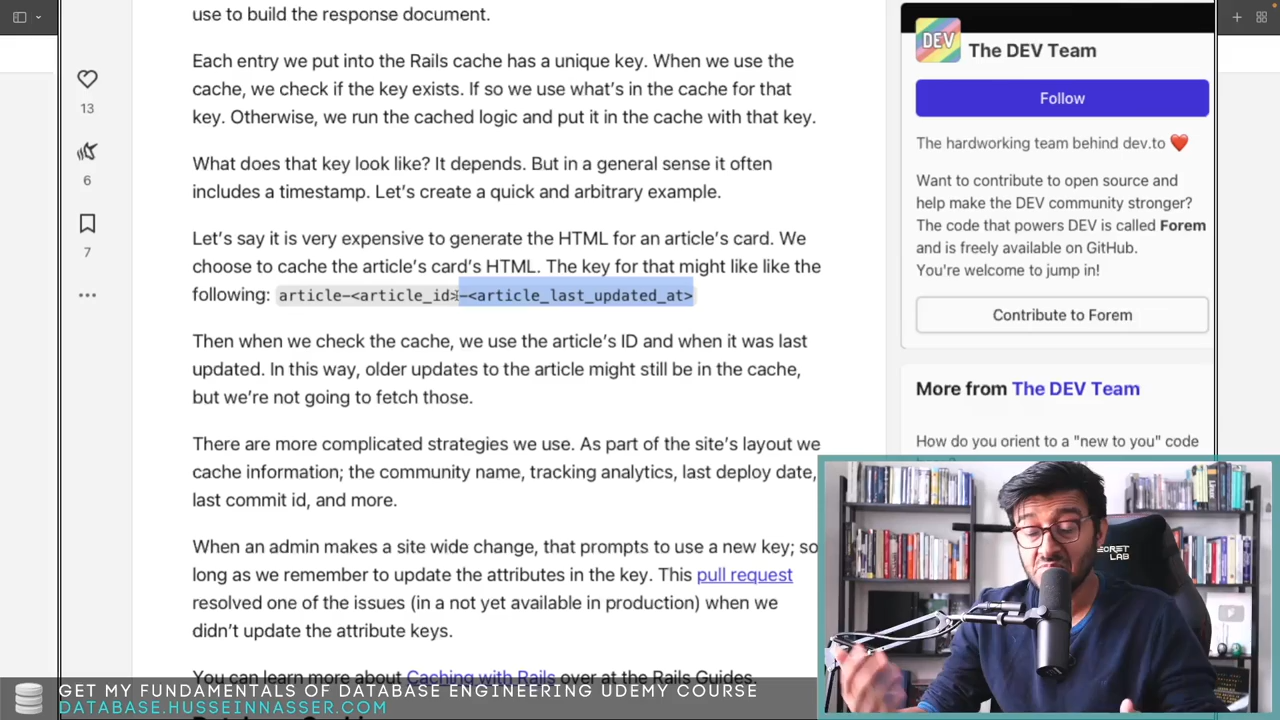 use to build the response document.
Each entry we put into the Rails cache has a unique key. When we use the
cache, we check if the key exists. If so we use what's in the cache for that
key. Otherwise, we run the cached logic and put it in the cache with that key.
What does that key look like? It depends. But in a general sense it often
includes a timestamp. Let's create a quick and arbitrary example.
Let's say it is very expensive to generate the HTML for an article's card. We
choose to cache the article's card's HTML. The key for that might like like the
following: article-<article_id>-<article_last_updated_at>
Then when we check the cache, we use the article's ID and when it was last
updated. In this way, older updates to the article might still be in the cache,
but we're not going to fetch those.
There are more complicated strategies we use. As part of the site's layout we
cache information; the community name, tracking analytics, last deploy date,
last commit id, and more.
When an admin makes a site wide change, that prompts to use a new key; so
long as we remember to update the attributes in the key. This pull request
resolved one of the issues (in a not yet available in production) when we
didn't update the attribute keys.
You can learn more about Caching with Rails over at the Rails Guides.
13
6
7
DEV
The DEV Team
Follow
The hardworking team behind dev.to ❤️
Want to contribute to open source and
help make the DEV community stronger?
The code that powers DEV is called Forem
and is freely available on GitHub.
You're welcome to jump in!
Contribute to Forem
More from The DEV Team
How do you orient to a "new to you" code
SECRET
LAB
GET MY FUNDAMENTALS OF DATABASE ENGINEERING UDEMY COURSE
DATABASE.HUSSEINNASSER.COM